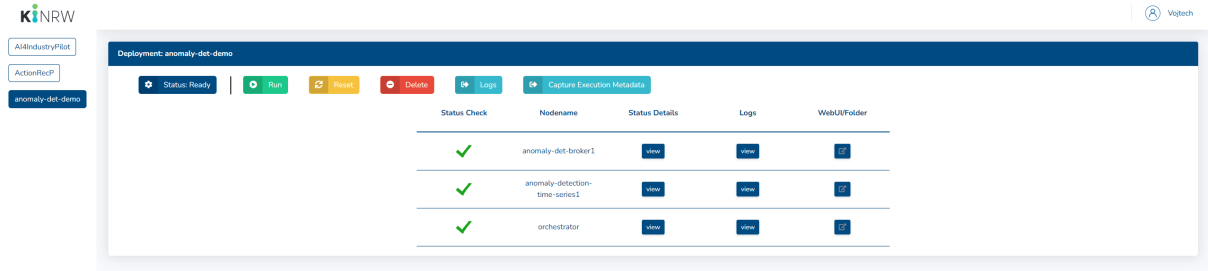 KINRW
Vojtech
AI4IndustryPilot
ActionRecP
anomaly-det-demo
Deployment: anomaly-det-demo
Status: Ready Run Reset Delete Logs Capture Execution Metadata
Status Check Nodename Status Details Logs WebUI/Folder
anomaly-det-broker1 view view
anomaly-detection-
time-series1 view view
orchestrator view view